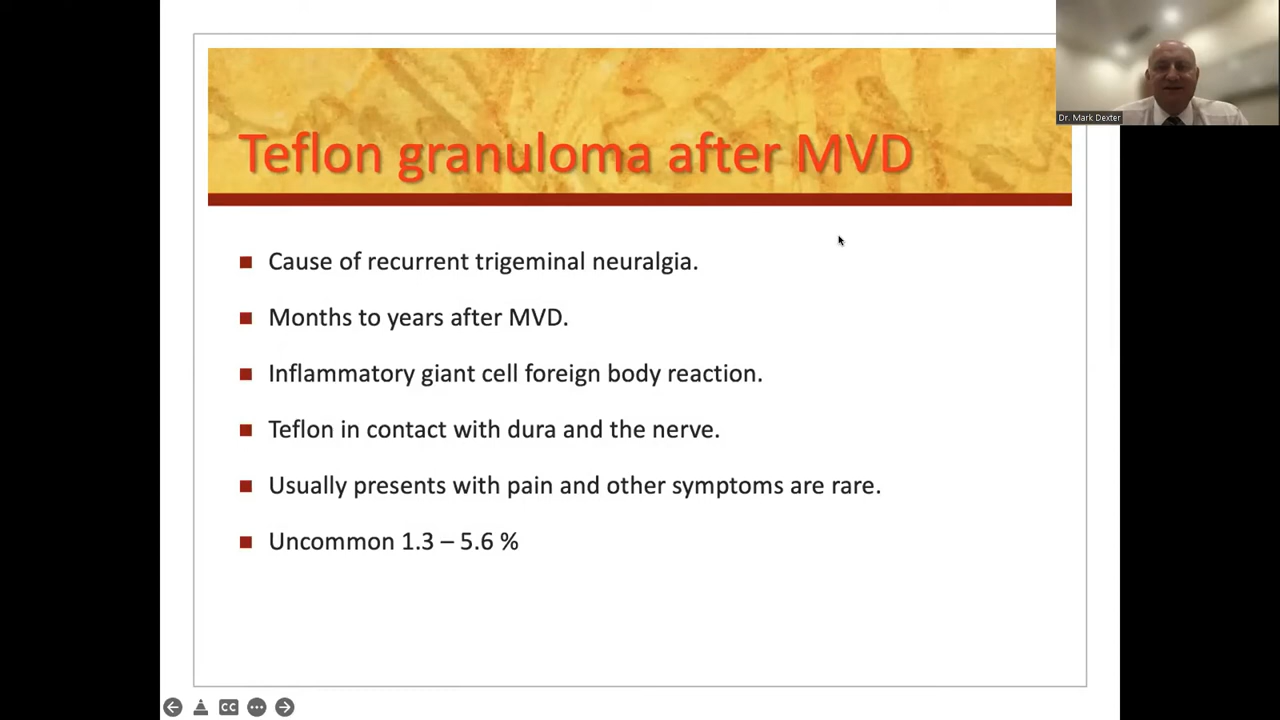 Teflon granuloma after MVD
Dr. Mark Dexter
Cause of recurrent trigeminal neuralgia.
Months to years after MVD.
Inflammatory giant cell foreign body reaction.
Teflon in contact with dura and the nerve.
Usually presents with pain and other symptoms are rare.
Uncommon 1.3 – 5.6 %
CC